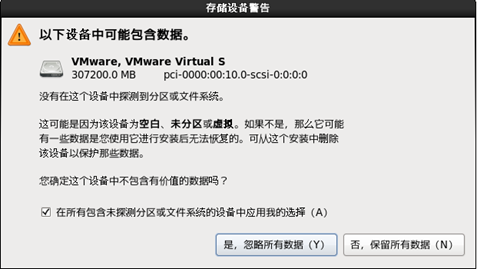 存储设备警告
以下设备中可能包含数据。
VMware, VMware Virtual S
307200.0 MB pci-0000:00:10.0-scsi-0:0:0:0
没有在这个设备中探测到分区或文件系统。
这可能是因为该设备为空白、未分区或虚拟。如果不是，那么它可能
有一些数据是您使用它进行安装后无法恢复的。可从这个安装中删除
该设备以保护那些数据。
您确定这个设备中不包含有价值的数据吗？
在所有包含未探测分区或文件系统的设备中应用我的选择（A）
是，忽略所有数据（Y） 否，保留所有数据（N）